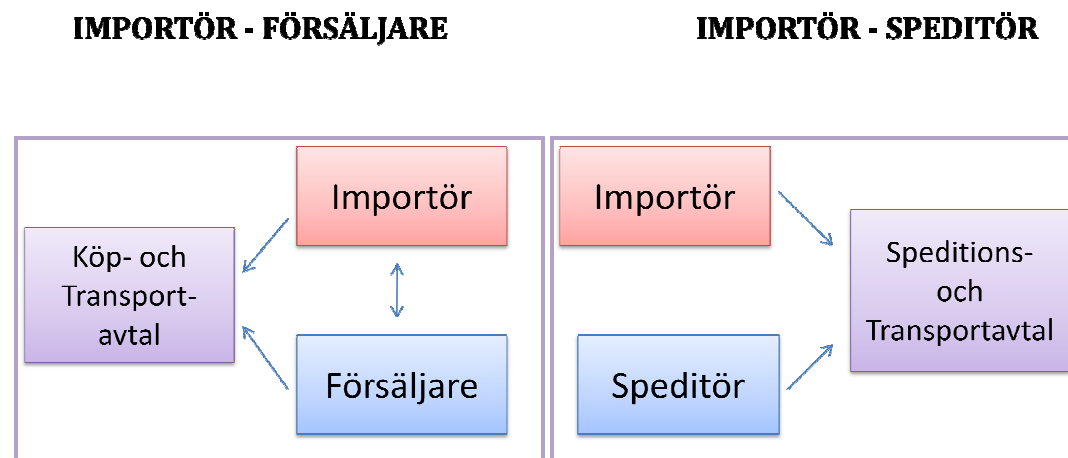 IMPORTÖR - FÖRSÄLJARE
IMPORTÖR - SPEDITÖR
Importör
Köp- och
Transport-
avtal
Försäljare
Importör
Speditions-
och
Transportavtal
Speditör